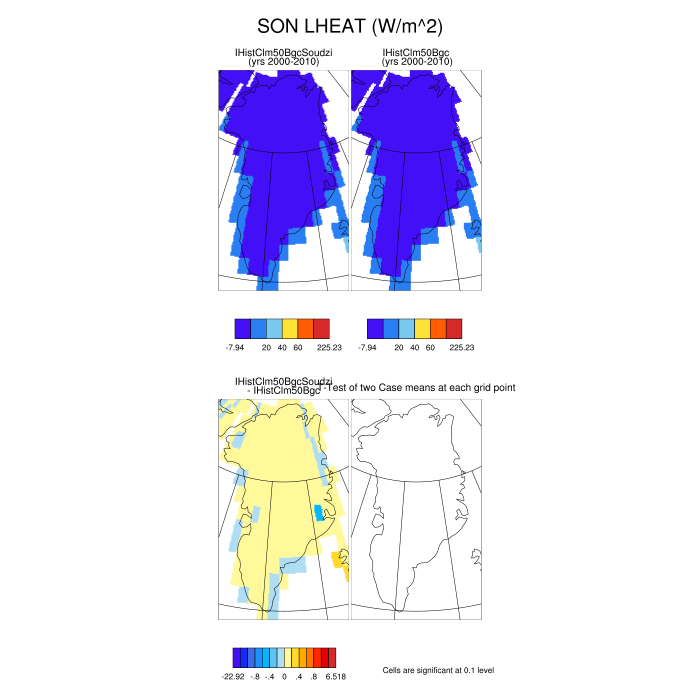 SON LHEAT (W/m^2)
IHistClm50BgcSoudzi
(yrs 2000-2010)
IHistClm50Bgc
(yrs 2000-2010)
-7.94 20 40 60 225.23
-7.94 20 40 60 225.23
IHistClm50BgcSoudzi
- IHistClm50Bgc
T-Test of two Case means at each grid point
-22.92 -.8 -.4 0 .4 .8 6.518
Cells are significant at 0.1 level